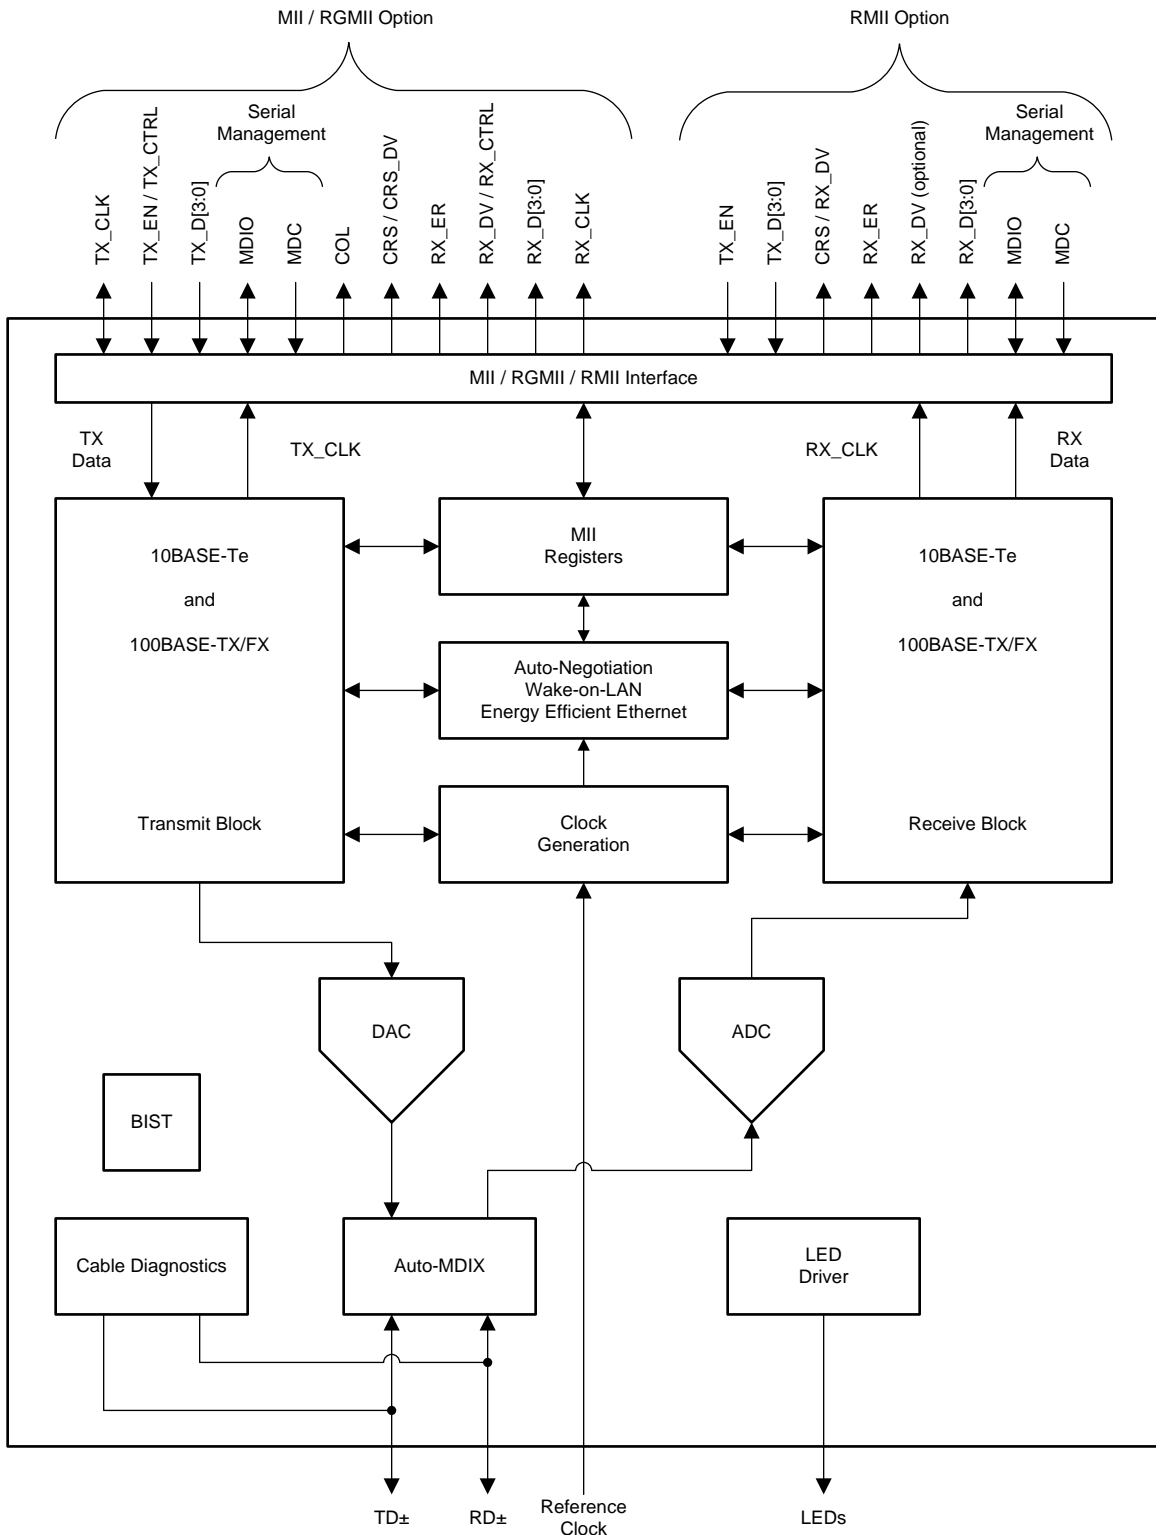 MII / RGMII Option
RMII Option
Serial
Management
Serial
Management
TX_CLK
TX_EN / TX_CTRL
TX_D[3:0]
MDIO
MDC
COL
CRS / CRS_DV
RX_ER
RX_DV / RX_CTRL
RX_D[3:0]
RX_CLK
TX_EN
TX_D[3:0]
CRS / RX_DV
RX_ER
RX_DV (optional)
RX_D[3:0]
MDIO
MDC
MII / RGMII / RMII Interface
TX
Data
TX_CLK
RX_CLK
RX
Data
10BASE-Te
and
100BASE-TX/FX
Transmit Block
MII
Registers
Auto-Negotiation
Wake-on-LAN
Energy Efficient Ethernet
Clock
Generation
10BASE-Te
and
100BASE-TX/FX
Receive Block
DAC
ADC
BIST
Cable Diagnostics
Auto-MDIX
LED
Driver
TD±
RD±
Reference
Clock
LEDs